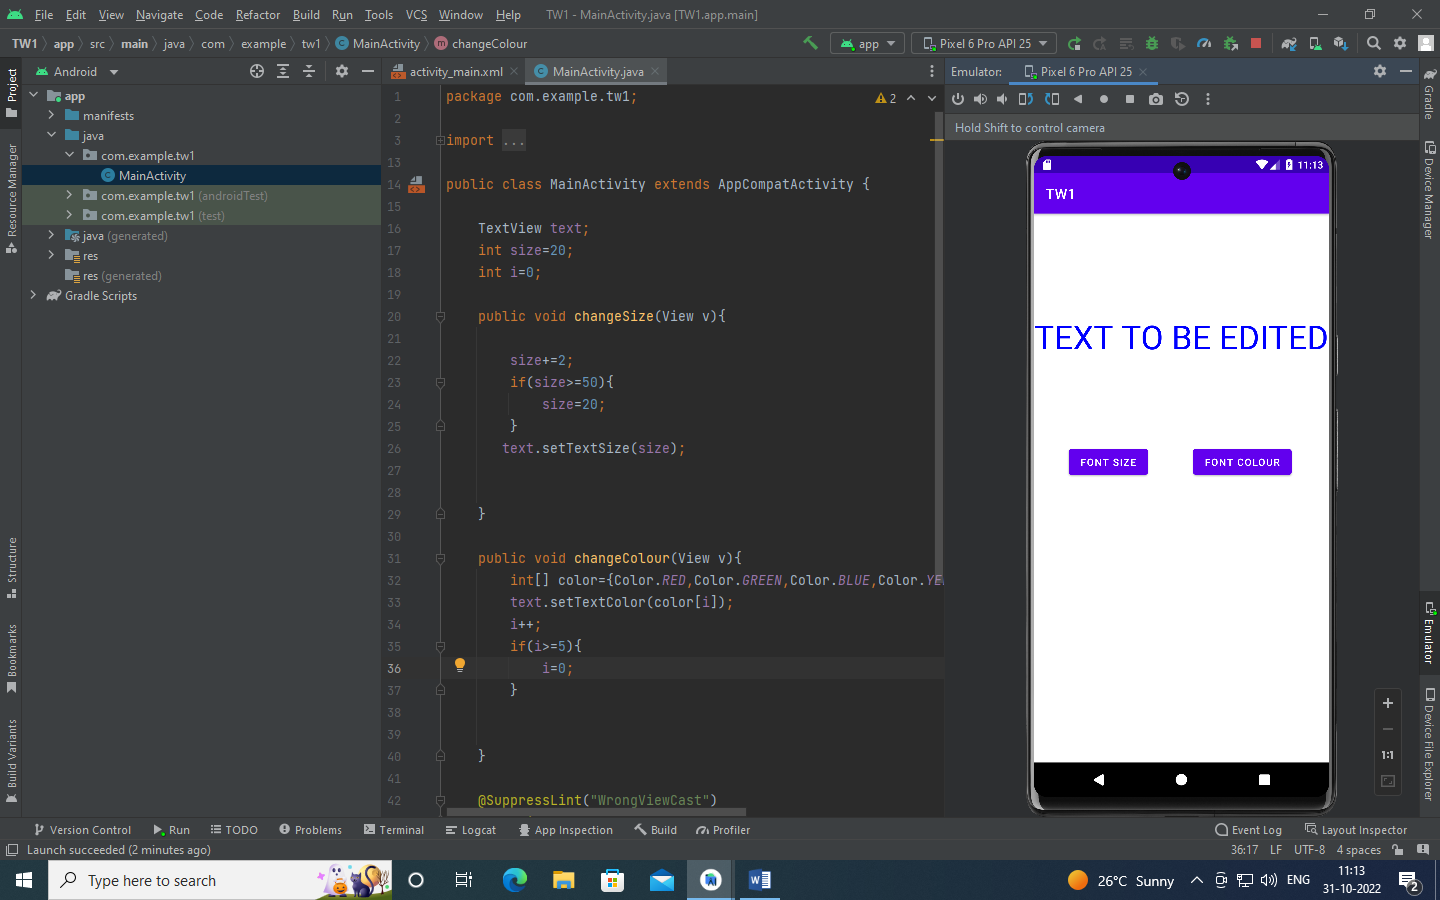 File Edit View Navigate Code Refactor Build Run Tools VCS Window Help TW1 - MainActivity.java [TW1.app.main]
TW1 app src main java com example tw1 MainActivity changeColour app Pixel 6 Pro API 25
Project
Resource Manager
Structure
Bookmarks
Build Variants
Android
app
manifests
java
com.example.tw1
MainActivity
com.example.tw1 (androidTest)
com.example.tw1 (test)
java (generated)
res
res (generated)
Gradle Scripts
activity_main.xml MainActivity.java
2
1 package com.example.tw1;
2
3 import ...
13
14 public class MainActivity extends AppCompatActivity {
15
16 TextView text;
17 int size=20;
18 int i=0;
19
20 public void changeSize(View v){
21
22 size+=2;
23 if(size>=50){
24 size=20;
25 }
26 text.setTextSize(size);
27
28
29 }
30
31 public void changeColour(View v){
32 int[] color={Color.RED,Color.GREEN,Color.BLUE,Color.YE
33 text.setTextColor(color[i]);
34 i++;
35 if(i>=5){
36 i=0;
37 }
38
39
40 }
41
42 @SuppressLint("WrongViewCast")
Emulator: Pixel 6 Pro API 25
Hold Shift to control camera
11:13
TW1
TEXT TO BE EDITED
FONT SIZE FONT COLOUR
1:1
Gradle
Device Manager
Emulator
Device File Explorer
Version Control Run TODO Problems Terminal Logcat App Inspection Build Profiler Event Log Layout Inspector
Launch succeeded (2 minutes ago) 36:17 LF UTF-8 4 spaces
Type here to search 26°C Sunny ENG 11:13
31-10-2022
2